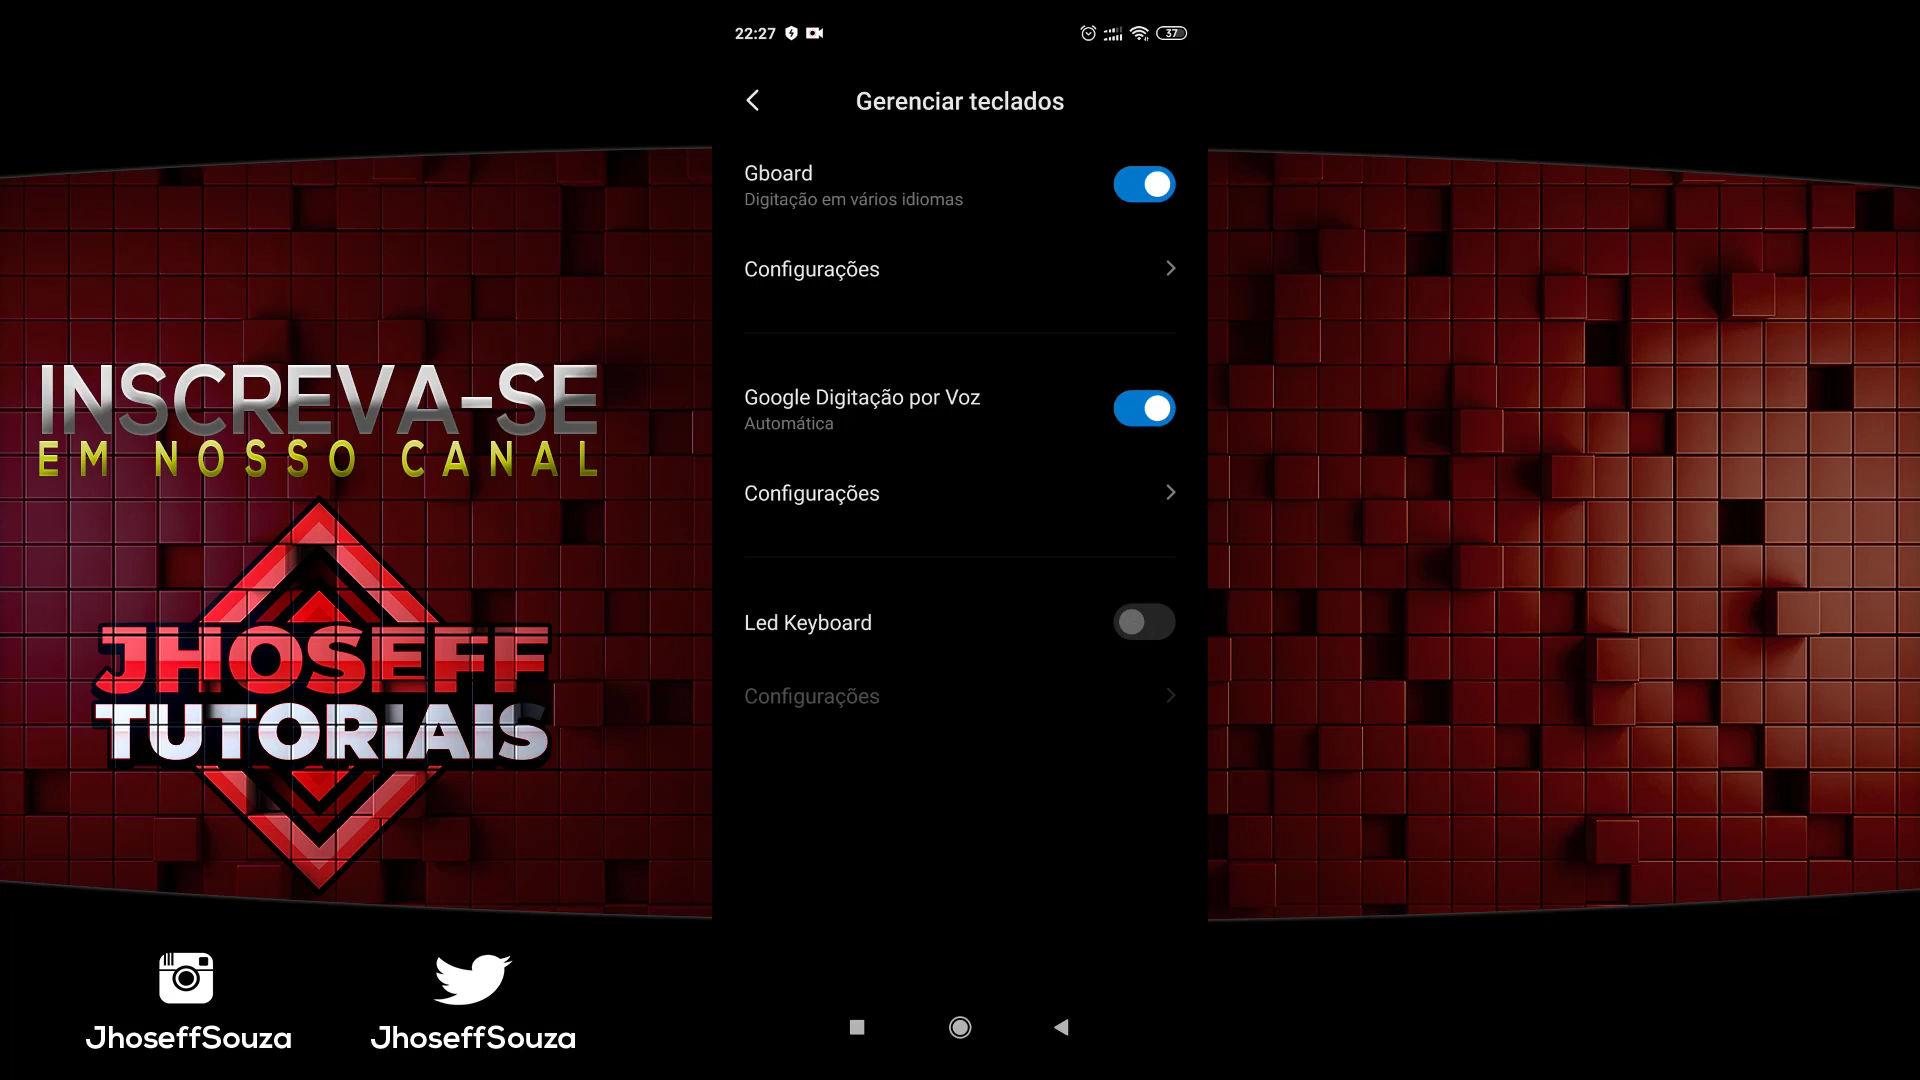 22:27
37
Gerenciar teclados
Gboard
Digitação em vários idiomas
Configurações
Google Digitação por Voz
Automática
Configurações
Led Keyboard
Configurações
INSCREVA-SE
EM NOSSO CANAL
JHOSEFF
TUTORiAIS
JhoseffSouza
JhoseffSouza